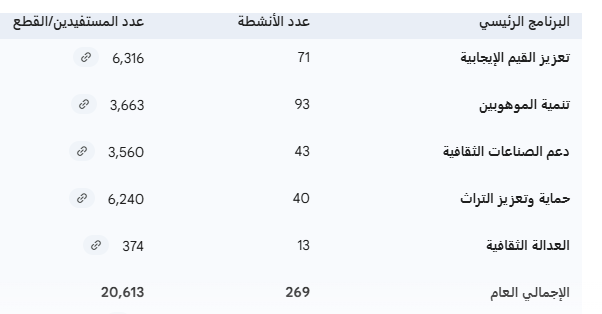 البرنامج الرئيسي عدد الأنشطة عدد المستفيدين/القطع
تعزيز القيم الإيجابية 71 6,316
تنمية الموهوبين 93 3,663
دعم الصناعات الثقافية 43 3,560
حماية وتعزيز التراث 40 6,240
العدالة الثقافية 13 374
الإجمالي العام 269 20,613